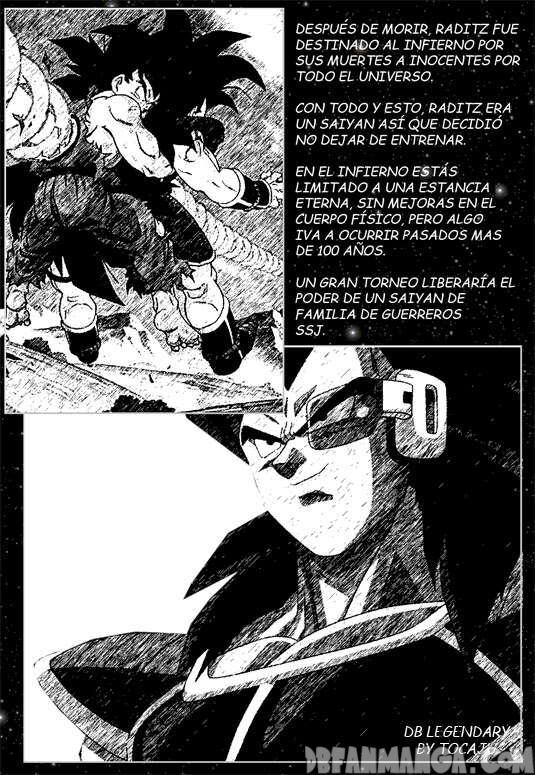 DESPUÉS DE MORIR, RADITZ FUE
DESTINADO AL INFIERNO POR
SUS MUERTES A INOCENTES POR
TODO EL UNIVERSO.
CON TODO Y ESTO, RADITZ ERA
UN SAIYAN ASÍ QUE DECIDIÓ
NO DEJAR DE ENTRENAR.
EN EL INFIERNO ESTÁS
LIMITADO A UNA ESTANCIA
ETERNA, SIN MEJORAS EN EL
CUERPO FÍSÍCO, PERO ALGO
IVA A OCURRIR PASADOS MAS
DE 100 AÑOS.
UN GRAN TORNEO LIBERARÍA EL
PODER DE UN SAIYAN DE
FAMILIA DE GUERREROS
SSJ.
DB LEGENDARY
BY
DBFANMANGA.COM